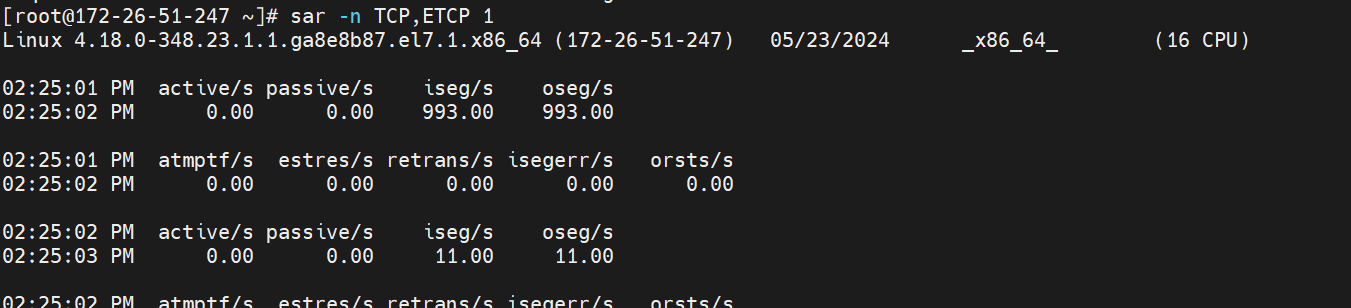 [root@172-26-51-247 ~]# sar -n TCP,ETCP 1
Linux 4.18.0-348.23.1.1.ga8e8b87.el7.1.x86_64 (172-26-51-247)   05/23/2024      _x86_64_        (16 CPU)
02:25:01 PM  active/s passive/s    iseg/s    oseg/s
02:25:02 PM      0.00      0.00    993.00    993.00
02:25:01 PM  atmptf/s  estres/s retrans/s isegerr/s   orsts/s
02:25:02 PM      0.00      0.00      0.00      0.00      0.00
02:25:02 PM  active/s passive/s    iseg/s    oseg/s
02:25:03 PM      0.00      0.00     11.00     11.00
02:25:02 PM  atmptf/s  estres/s retrans/s isegerr/s   orsts/s